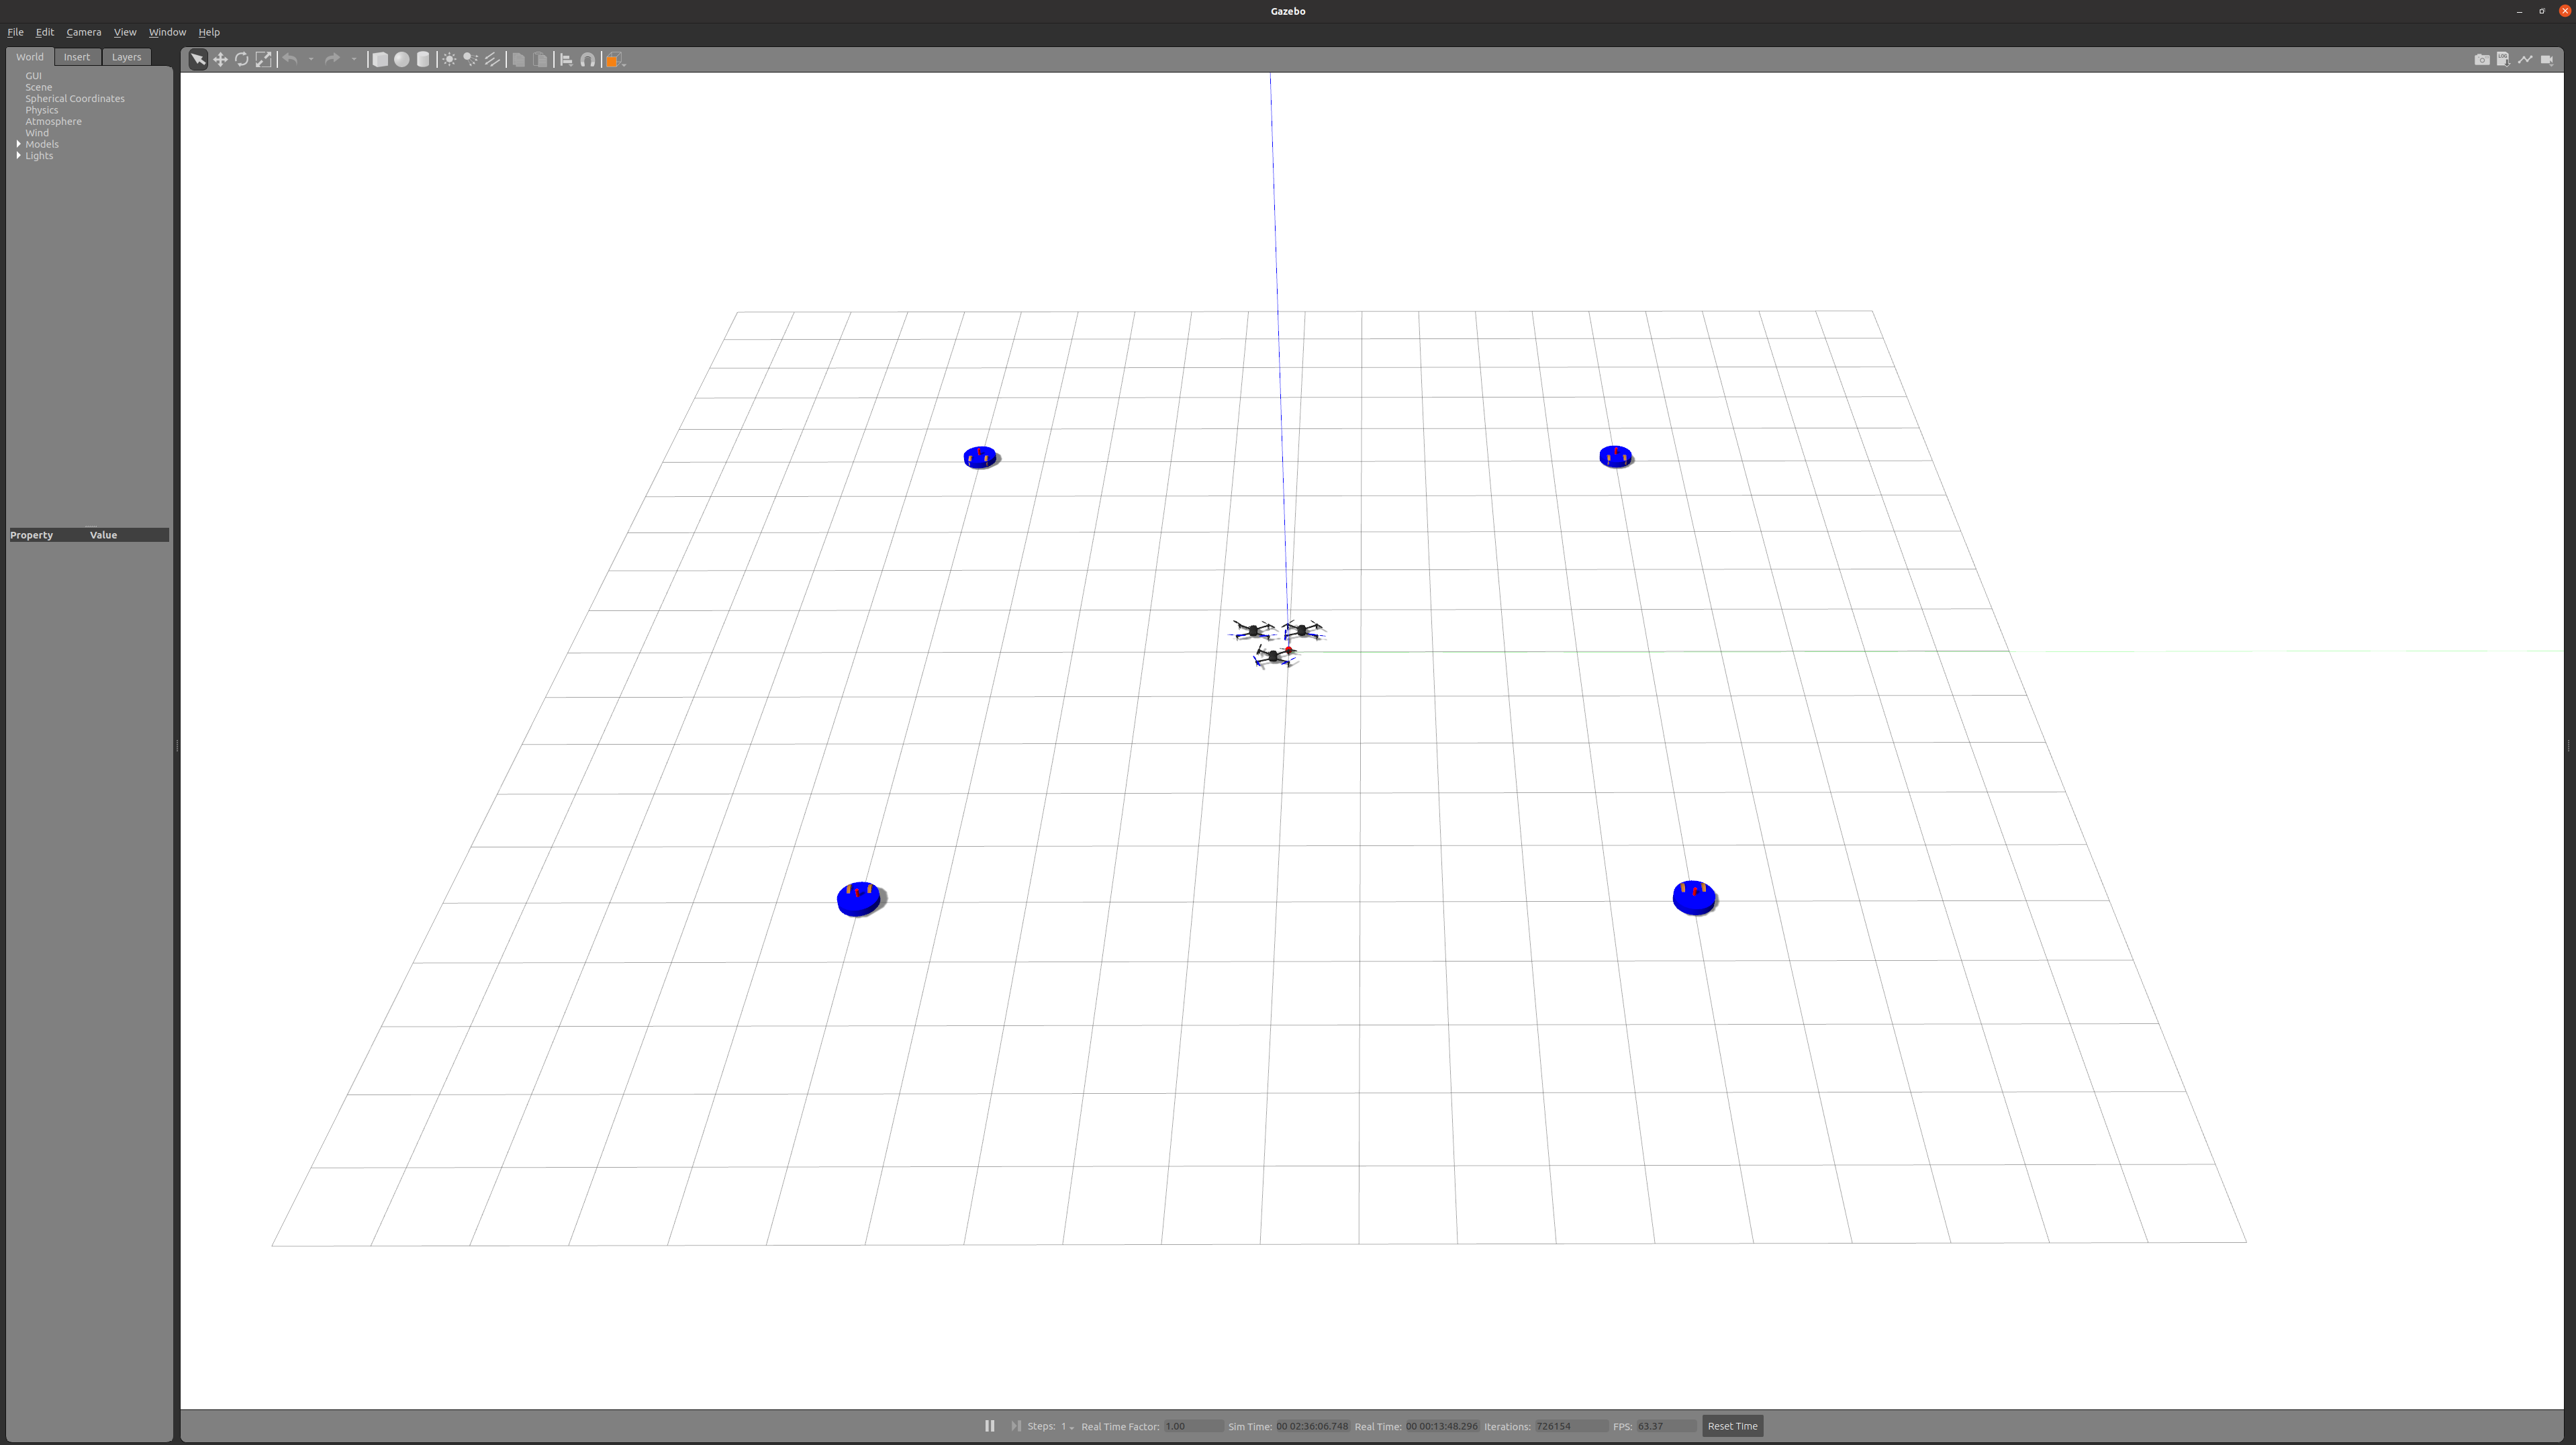 Gazebo
File Edit Camera View Window Help
World Insert Layers
GUI
Scene
Spherical Coordinates
Physics
Atmosphere
Wind
Models
Lights
Property Value
Steps: 1 Real Time Factor: 1.00 Sim Time: 00 02:36:06.748 Real Time: 00 00:13:48.296 Iterations: 726154 FPS: 63.37 Reset Time